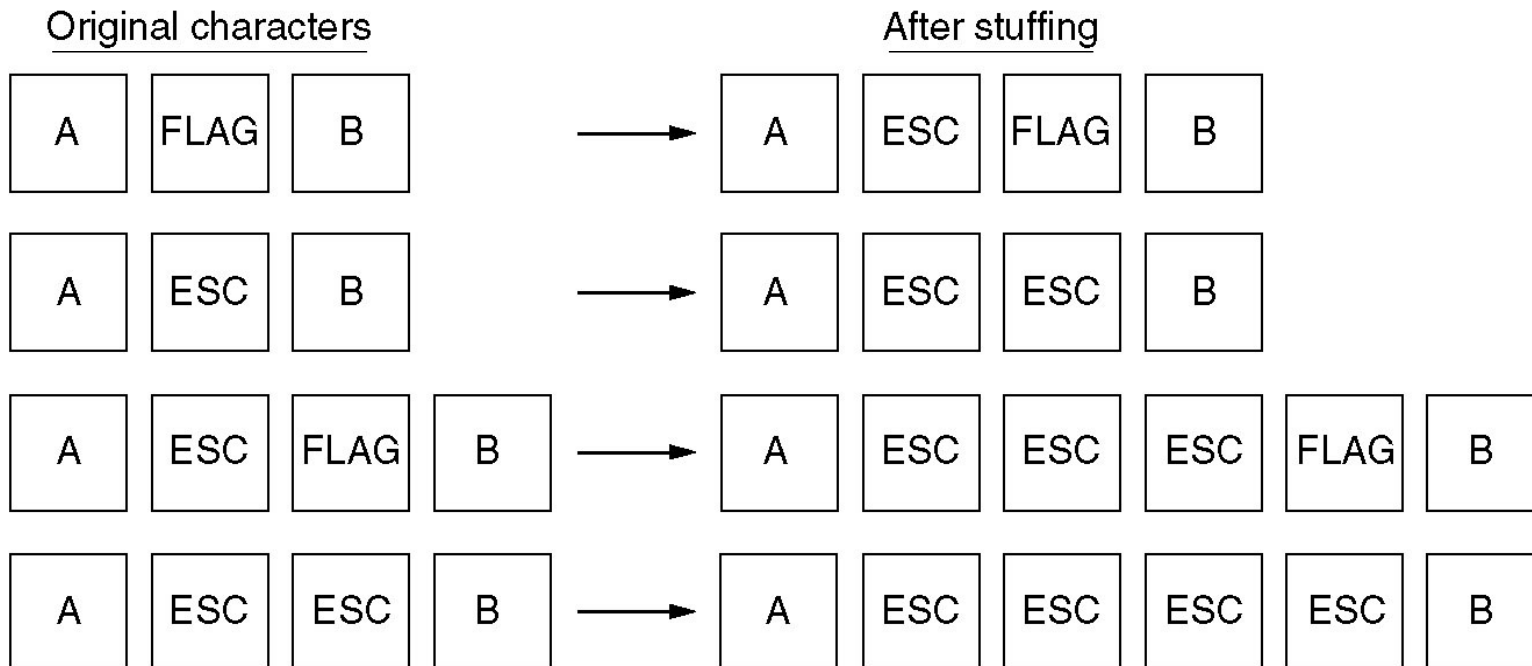 Original characters After stuffing
A FLAG B A ESC FLAG B
A ESC B A ESC ESC B
A ESC FLAG B A ESC ESC ESC FLAG B
A ESC ESC B A ESC ESC ESC ESC B